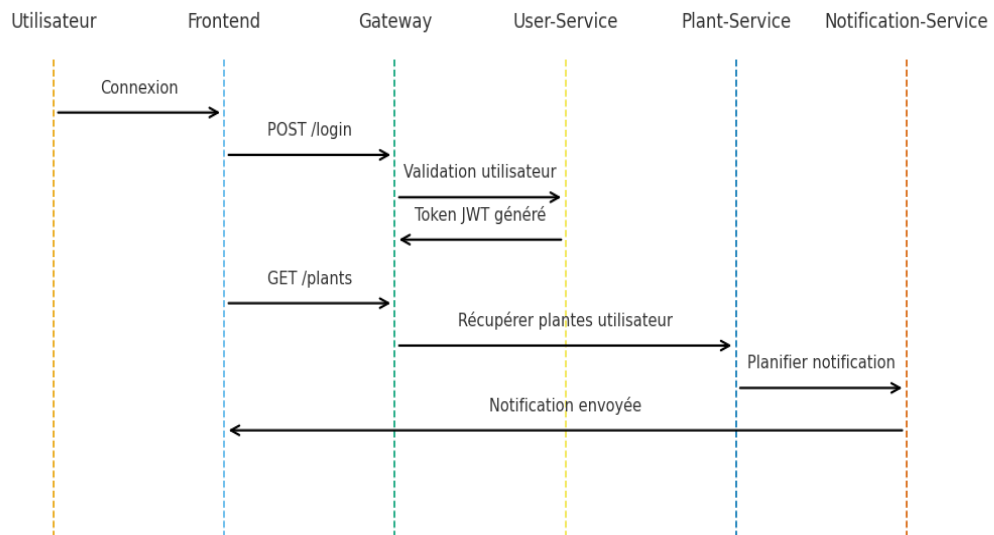 Utilisateur Frontend Gateway User-Service Plant-Service Notification-Service
Connexion
POST /login
Validation utilisateur
Token JWT généré
GET /plants
Récupérer plantes utilisateur
Planifier notification
Notification envoyée